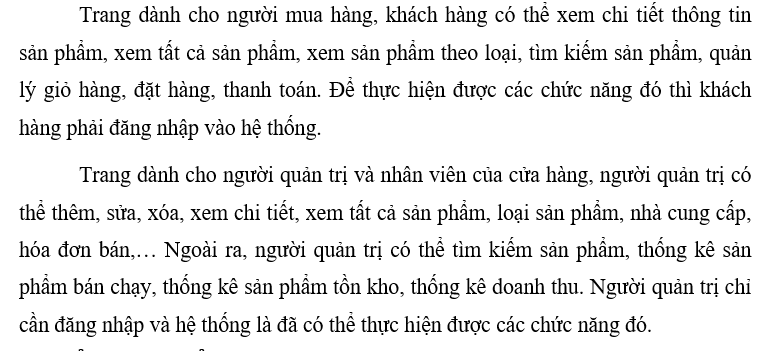 Trang dành cho người mua hàng, khách hàng có thể xem chi tiết thông tin
sản phẩm, xem tất cả sản phẩm, xem sản phẩm theo loại, tìm kiếm sản phẩm, quản
lý giỏ hàng, đặt hàng, thanh toán. Để thực hiện được các chức năng đó thì khách
hàng phải đăng nhập vào hệ thống.
Trang dành cho người quản trị và nhân viên của cửa hàng, người quản trị có
thể thêm, sửa, xóa, xem chi tiết, xem tất cả sản phẩm, loại sản phẩm, nhà cung cấp,
hóa đơn bán,… Ngoài ra, người quản trị có thể tìm kiếm sản phẩm, thống kê sản
phẩm bán chạy, thống kê sản phẩm tồn kho, thống kê doanh thu. Người quản trị chỉ
cần đăng nhập và hệ thống là đã có thể thực hiện được các chức năng đó.